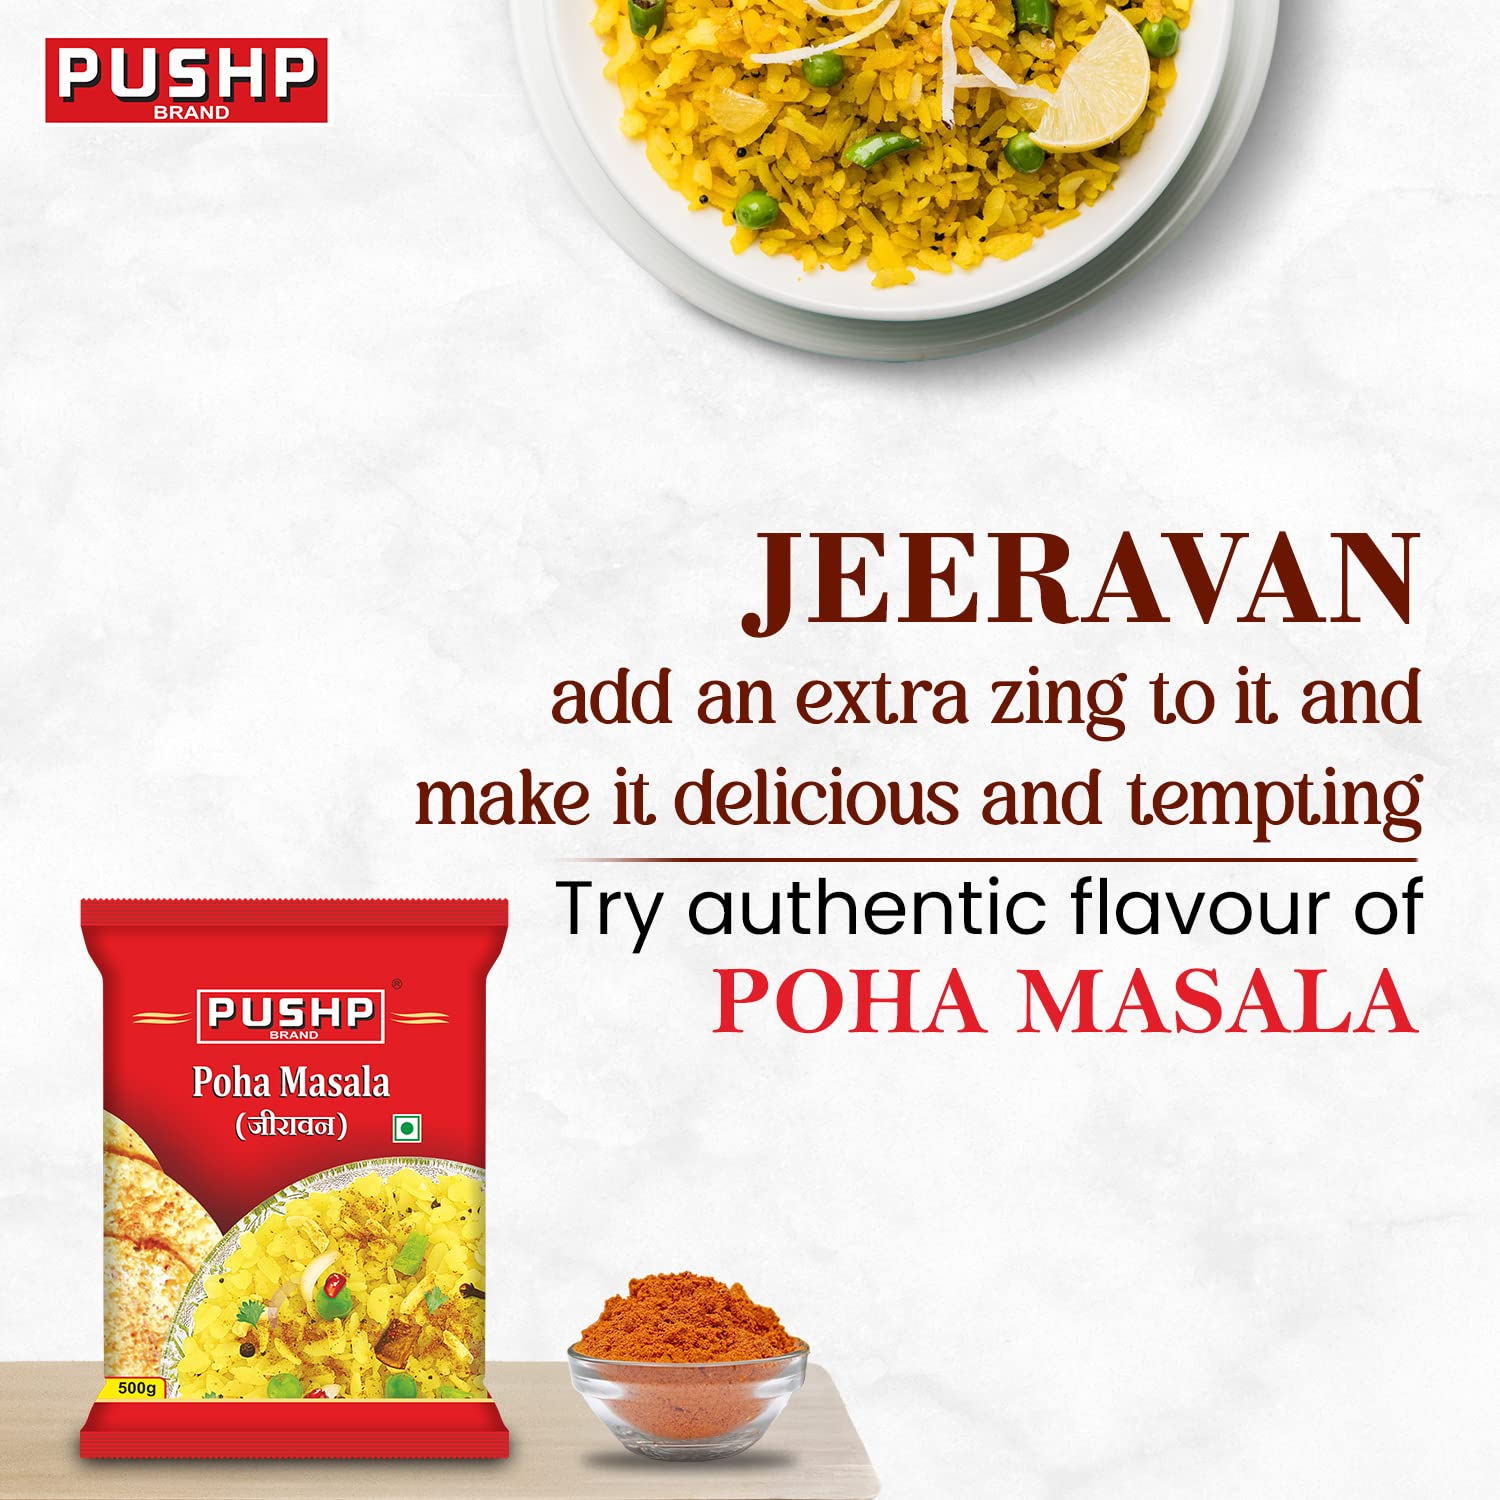 PUSHP
BRAND
JEERAVAN
add an extra zing to it and
make it delicious and tempting
Try authentic flavour of
POHA MASALA
PUSHP ®
BRAND
Poha Masala
(जीरावन)
500g